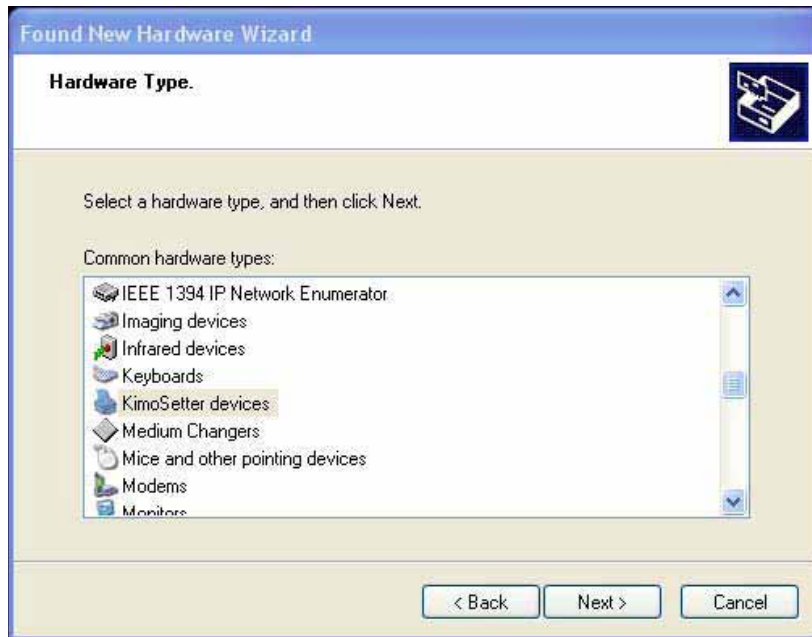 Found New Hardware Wizard
Hardware Type.
Select a hardware type, and then click Next.
Common hardware types:
IEEE 1394 IP Network Enumerator
Imaging devices
Infrared devices
Keyboards
KimoSetter devices
Medium Changers
Mice and other pointing devices
Modems
Monitors
< Back Next > Cancel